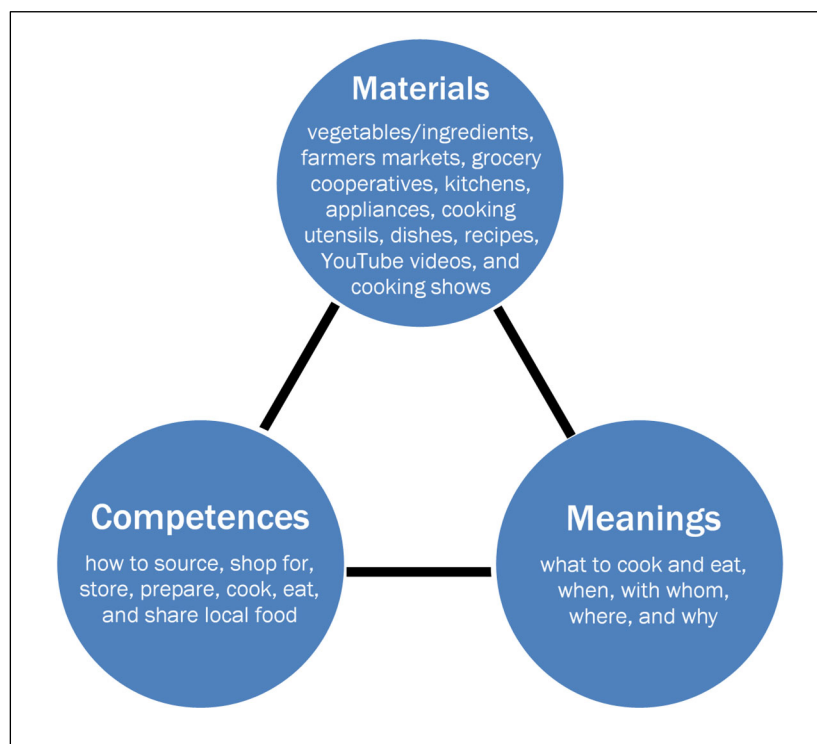 Materials
vegetables/ingredients,
farmers markets, grocery
cooperatives, kitchens,
appliances, cooking
utensils, dishes, recipes,
YouTube videos, and
cooking shows
Competences
how to source, shop for,
store, prepare, cook, eat,
and share local food
Meanings
what to cook and eat,
when, with whom,
where, and why